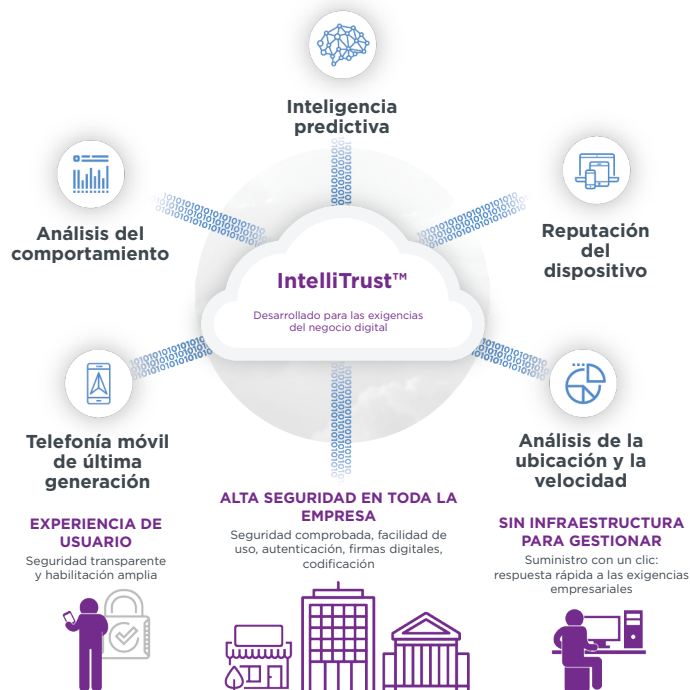 Inteligencia
predictiva
Análisis del
comportamiento
Reputación
del
dispositivo
IntelliTrust™
Desarrollado para las exigencias
del negocio digital
Telefonía móvil
de última
generación
Análisis de la
ubicación y la
velocidad
EXPERIENCIA DE
USUARIO
Seguridad transparente
y habilitación amplia
ALTA SEGURIDAD EN TODA LA
EMPRESA
Seguridad comprobada, facilidad de
uso, autenticación, firmas digitales,
codificación
SIN INFRAESTRUCTURA
PARA GESTIONAR
Suministro con un clic:
respuesta rápida a las exigencias
empresariales